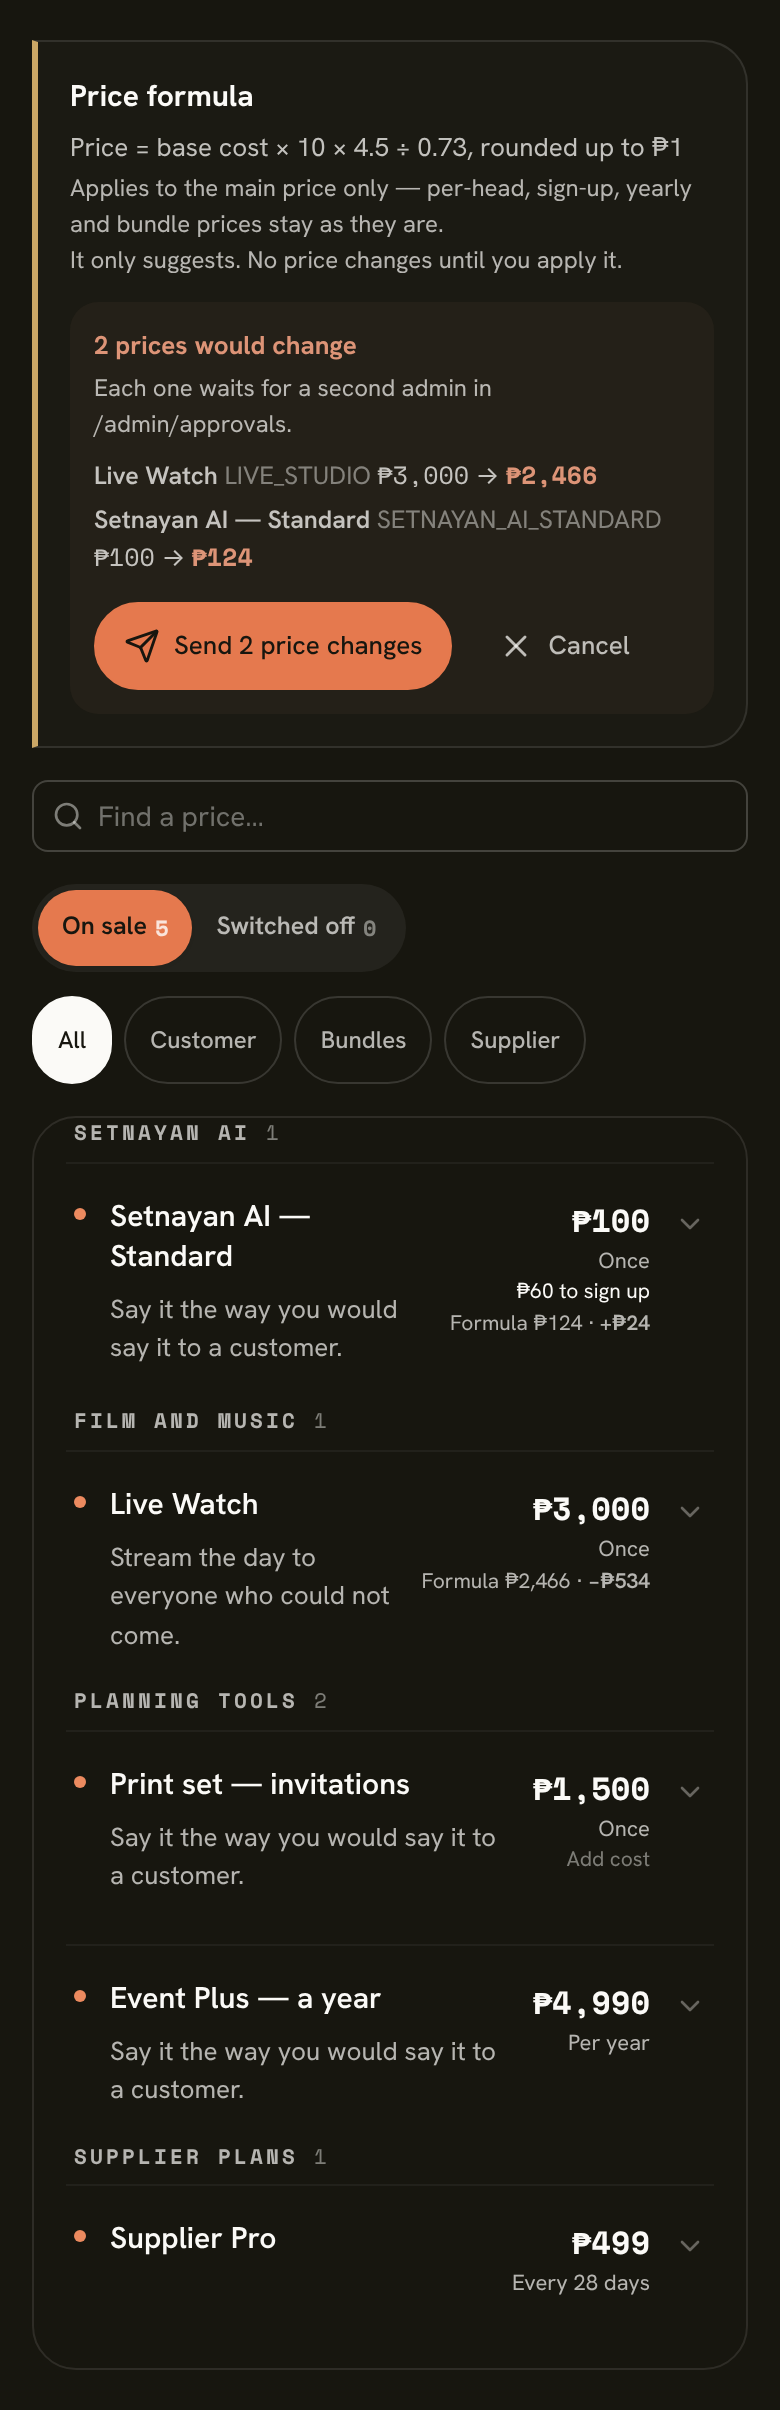 Price formula
Price = base cost × 10 × 4.5 ÷ 0.73, rounded up to ₱1
Applies to the main price only — per-head, sign-up, yearly
and bundle prices stay as they are.
It only suggests. No price changes until you apply it.
2 prices would change
Each one waits for a second admin in
/admin/approvals.
Live Watch LIVE_STUDIO ₱3,000 → ₱2,466
Setnayan AI — Standard SETNAYAN_AI_STANDARD
₱100 → ₱124
Send 2 price changes
Cancel
Find a price...
On sale 5
Switched off 0
All
Customer
Bundles
Supplier
SETNAYAN AI 1
Setnayan AI —
Standard
Say it the way you would
say it to a customer.
₱100
Once
₱60 to sign up
Formula ₱124 · +₱24
FILM AND MUSIC 1
Live Watch
Stream the day to
everyone who could not
come.
₱3,000
Once
Formula ₱2,466 · −₱534
PLANNING TOOLS 2
Print set — invitations
Say it the way you would say it to
a customer.
₱1,500
Once
Add cost
Event Plus — a year
Say it the way you would say it to
a customer.
₱4,990
Per year
SUPPLIER PLANS 1
Supplier Pro
₱499
Every 28 days